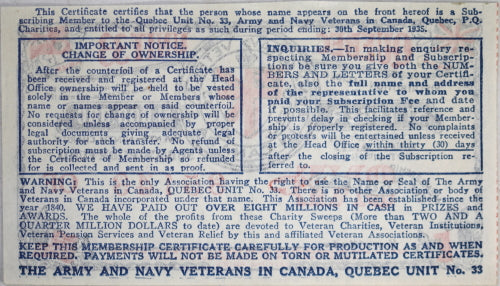 This Certificate certifies that the person whose name appears on the front hereof is a Sub-
scribing Member to the Quebec Unit No. 33, Army and Navy Veterans in Canada, Quebec, P.Q.
Charities, and entitled to all privileges as such during period ending: 30th September 1935.
IMPORTANT NOTICE.
CHANGE OF OWNERSHIP.
After the counterfoil of a Certificate has
been received and registered at the Head
Office ownership will be held to be vested
solely in the Member or Members whose
name or names appear on said counterfoil.
No requests for change of ownership will be
considered unless accompanied by proper
legal documents giving adequate legal
authority for such transfer. No refund of
subscription must be made by Agents unless
the Certificate of Membership so refunded
for is collected and sent in as proof.
INQUIRIES.—In making enquiry re-
specting Membership and Subscrip-
tions be sure you give both the NUM-
BERS AND LETTERS of your Certifi-
cate, also the full name and address
of the representative to whom you
paid your Subscription Fee and date
if possible. This facilitates reference and
prevents delay in checking if your Member-
ship is properly registered. No complaints
or protests will be entertained unless received
at the Head Office within thirty (30) days
after the closing of the Subscription re-
ferred to.
WARNING: This is the only Association having the right to use the Name or Seal of The Army
and Navy Veterans in Canada, QUEBEC UNIT No. 33. There is no other Association or body of
Veterans in Canada incorporated under that name. This Association has been established since the
year 1840. WE HAVE PAID OUT OVER EIGHT MILLIONS IN CASH in PRIZES and
AWARDS. The whole of the profits from these Charity Sweeps (More than TWO AND
QUARTER MILLION DOLLARS to date) are devoted to Veteran Charities, Veteran Institutions,
Veteran Pension Services and Veteran Relief by this and affiliated Veteran Associations.
KEEP THIS MEMBERSHIP CERTIFICATE CAREFULLY FOR PRODUCTION AS AND WHEN
REQUIRED. PAYMENTS WILL NOT BE MADE ON TORN OR MUTILATED CERTIFICATES.
THE ARMY AND NAVY VETERANS IN CANADA, QUEBEC UNIT No. 33